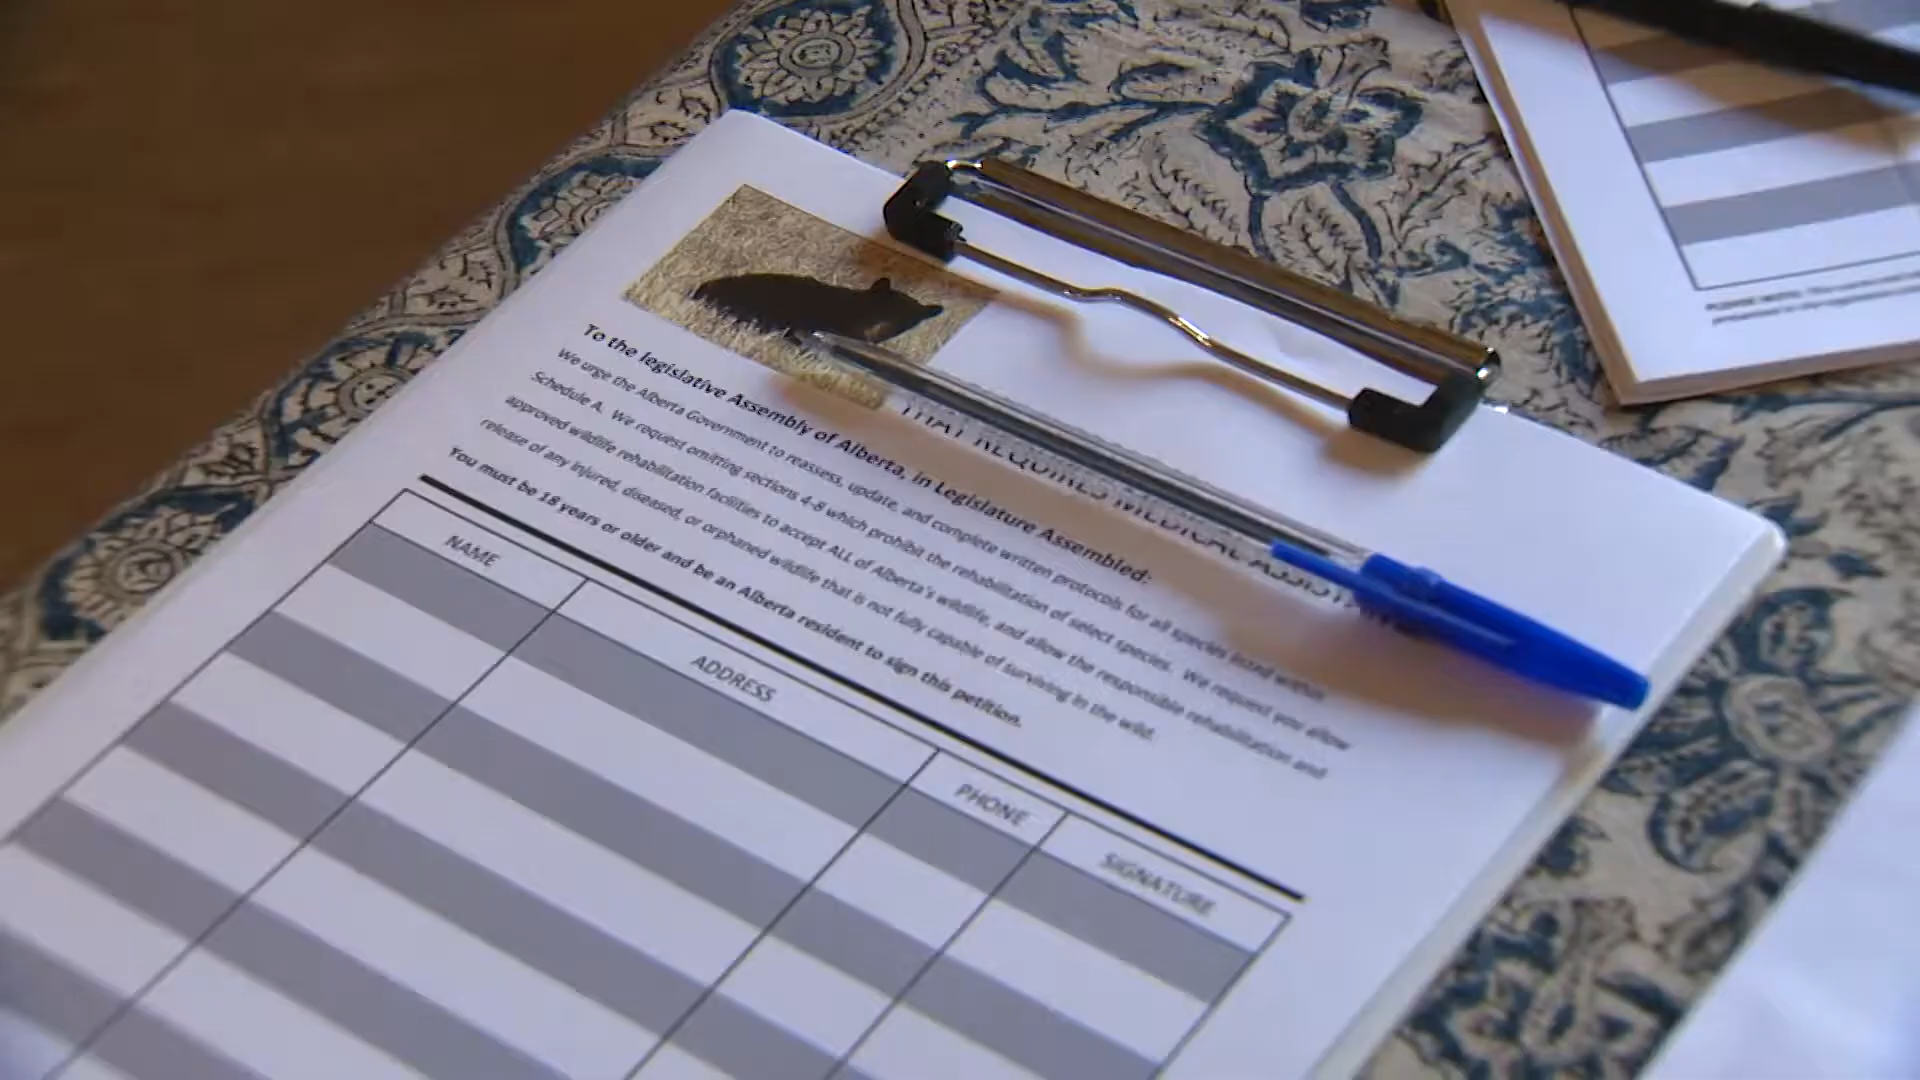 THAT REQUIRES MEDICAL
To the legislative Assembly of Alberta, in Legislature Assembled:
We urge the Alberta Government to reassess, update, and complete written protocols for all species listed within
Schedule A. We request omitting sections 4-8 which prohibit the rehabilitation of select species. We request you allow
approved wildlife rehabilitation facilities to accept ALL of Alberta's wildlife, and allow the responsible rehabilitation and
release of any injured, diseased, or orphaned wildlife that is not fully capable of surviving in the wild.
You must be 18 years or older and be an Alberta resident to sign this petition.
NAME ADDRESS PHONE SIGNATURE
PLEASE NOTE: